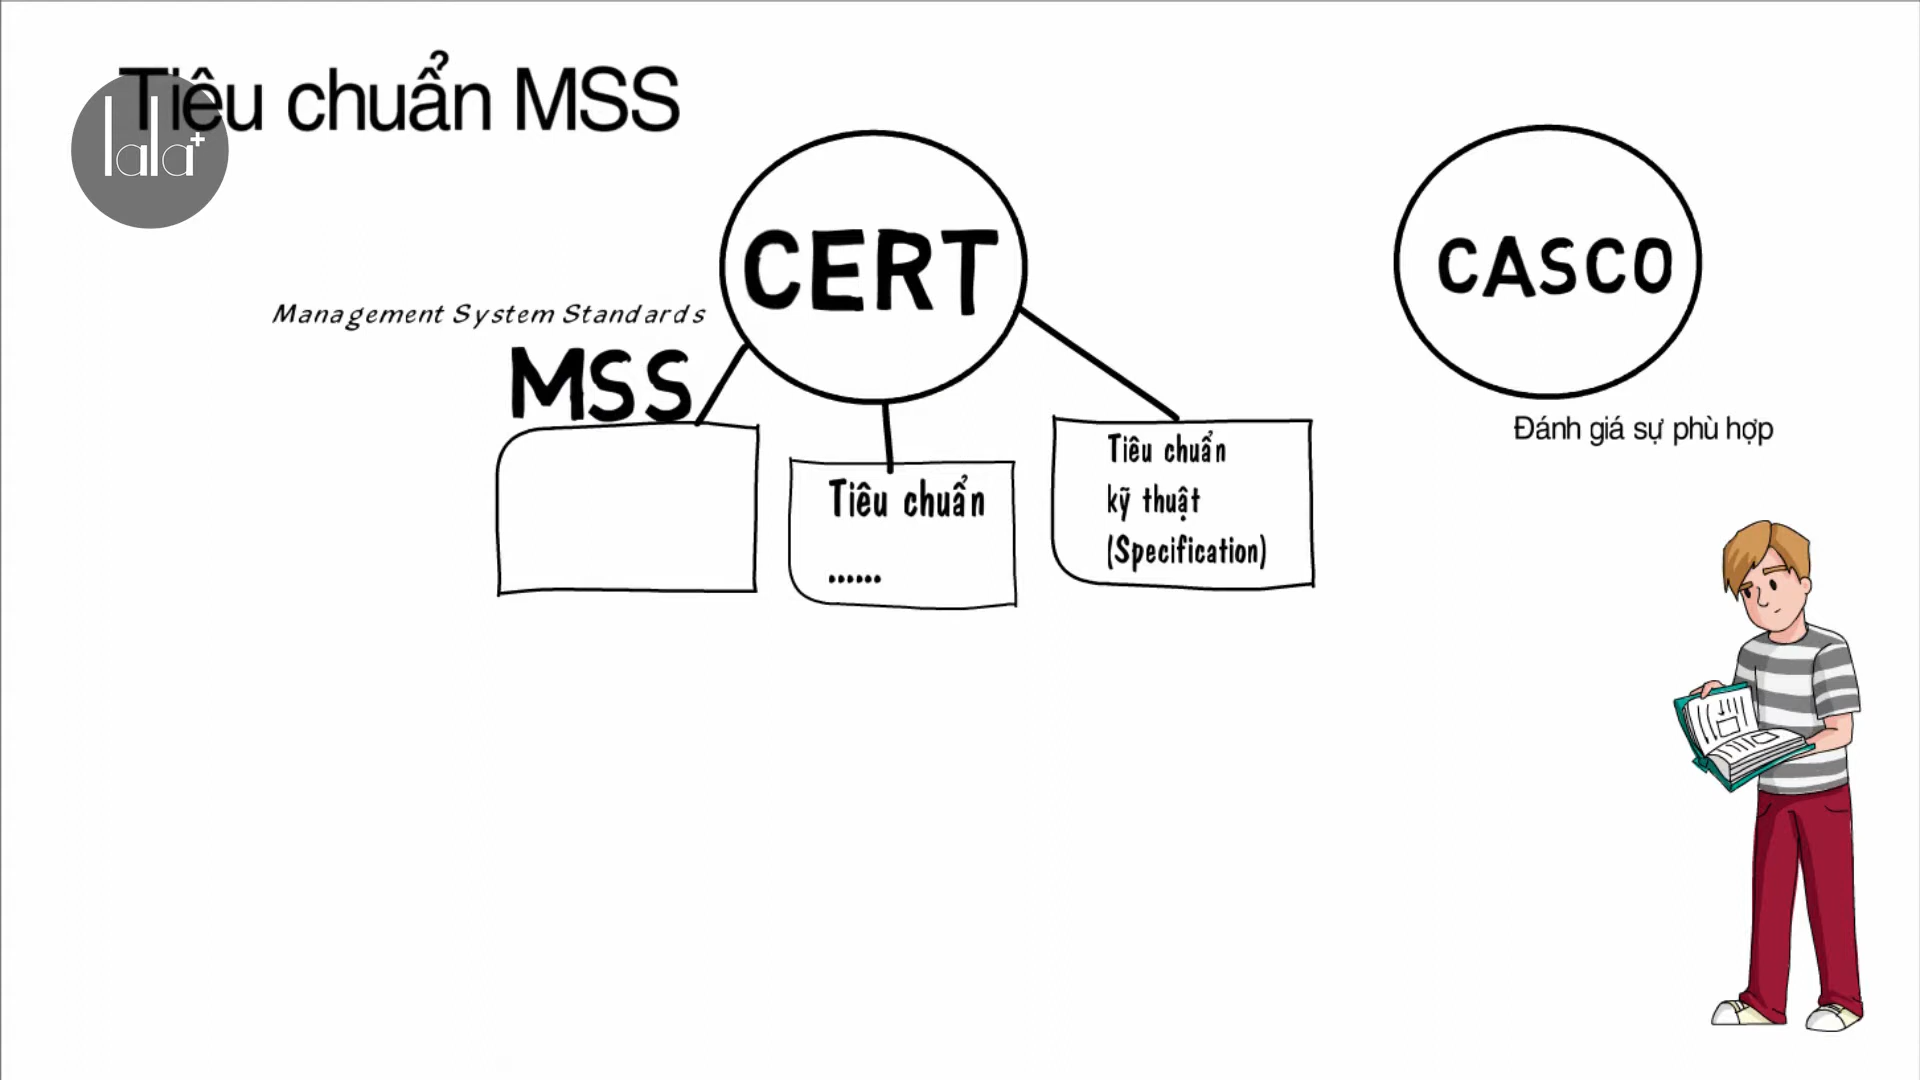 Tiêu chuẩn MSS
lala+
CERT
CASCO
Management System Standards
MSS
Đánh giá sự phù hợp
Tiêu chuẩn
......
Tiêu chuẩn
kỹ thuật
(Specification)